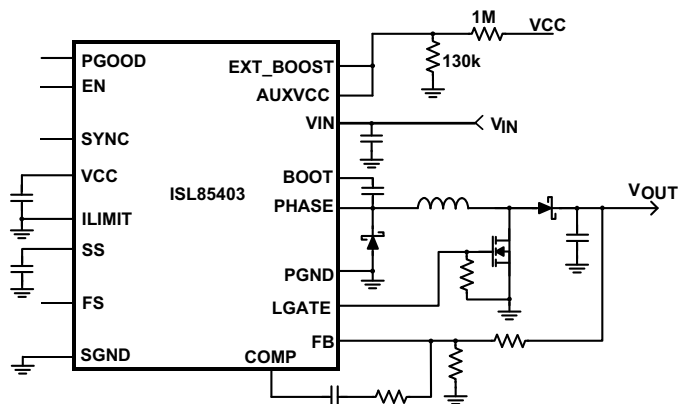 1M
VCC
PGOOD
EXT_BOOST
130k
EN
AUXVCC
VIN
VIN
SYNC
VCC
BOOT
ISL85403
PHASE
VOUT
ILIMIT
SS
PGND
LGATE
FS
FB
SGND
COMP